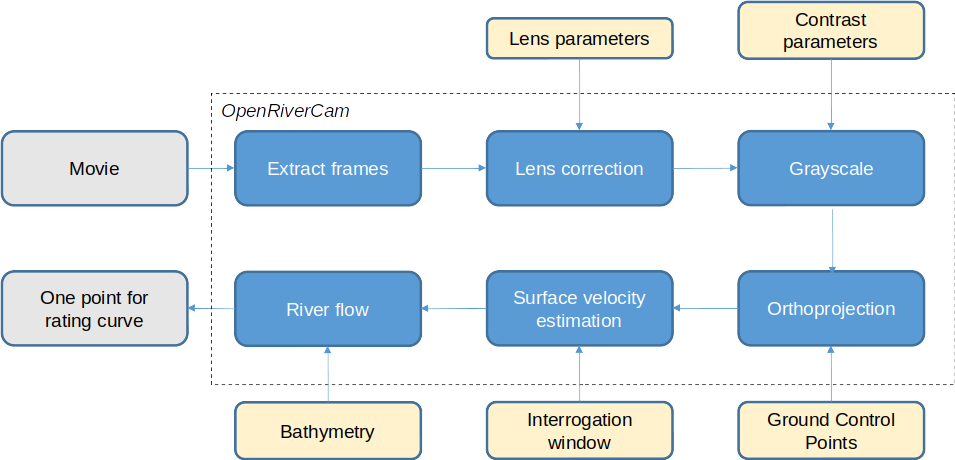 Lens parameters
Contrast
parameters
OpenRiverCam
Movie
Extract frames
Lens correction
Grayscale
One point for
rating curve
River flow
Surface velocity
estimation
Orthoprojection
Bathymetry
Interrogation
window
Ground Control
Points